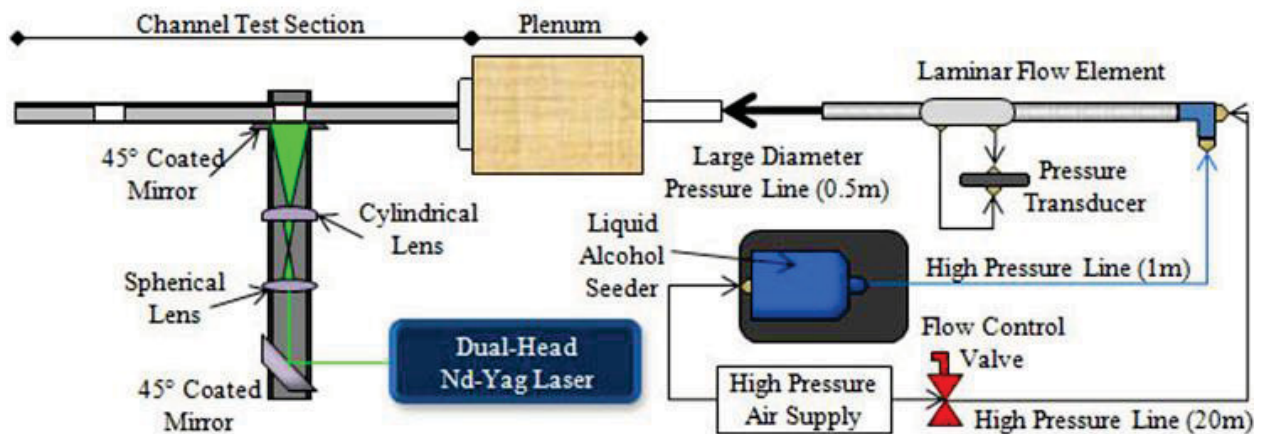 Channel Test Section
Plenum
Laminar Flow Element
45° Coated
Mirror
Large Diameter
Pressure Line (0.5m)
Pressure
Transducer
Cylindrical
Lens
Liquid
Alcohol
Seeder
High Pressure Line (1m)
Spherical
Lens
Flow Control
Valve
Dual-Head
Nd-Yag Laser
45° Coated
Mirror
High Pressure
Air Supply
High Pressure Line (20m)